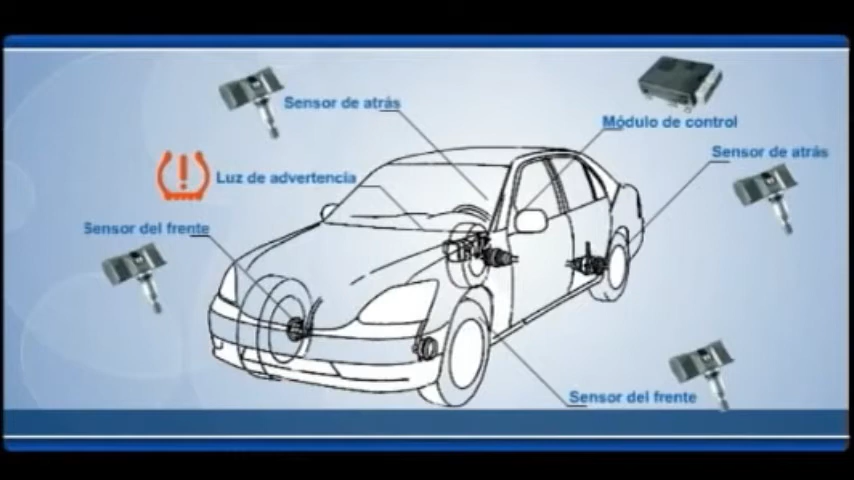 Sensor de atrás
Módulo de control
Sensor de atrás
Luz de advertencia
Sensor del frente
Sensor del frente